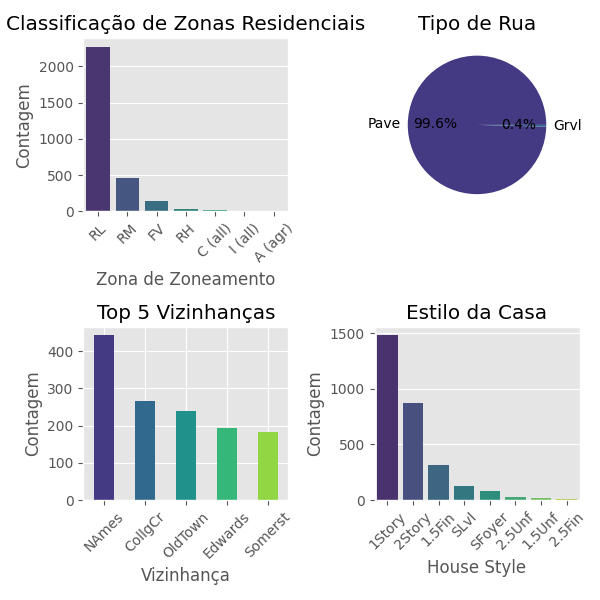 Classificação de Zonas Residenciais
Contagem
2000
1500
1000
500
0
RL
RM
FV
RH
C (all)
I (all)
A (agr)
Zona de Zoneamento
Tipo de Rua
Pave
99.6%
0.4%
Grvl
Top 5 Vizinhanças
Contagem
400
300
200
100
0
NAmes
CollgCr
OldTown
Edwards
Somerst
Vizinhança
Estilo da Casa
Contagem
1500
1000
500
0
1Story
2Story
1.5Fin
SLvl
SFoyer
2.5Unf
1.5Unf
2.5Fin
House Style